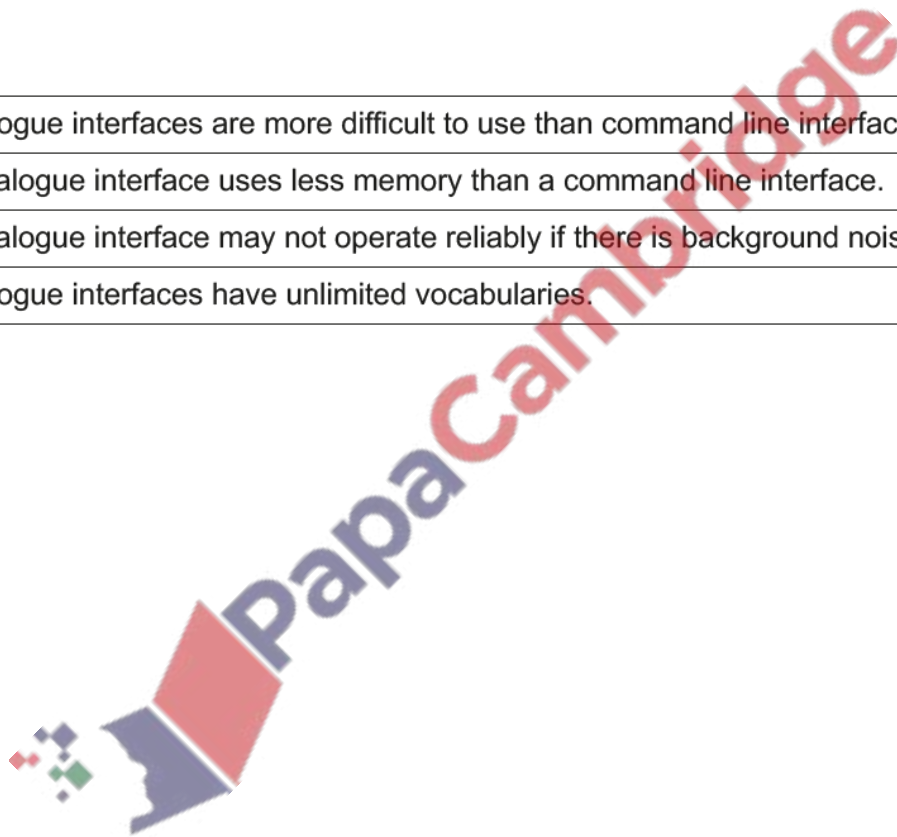 ogue interfaces are more difficult to use than command line interfac
alogue interface uses less memory than a command line interface.
alogue interface may not operate reliably if there is background nois
ogue interfaces have unlimited vocabularies.
PapaCambridge